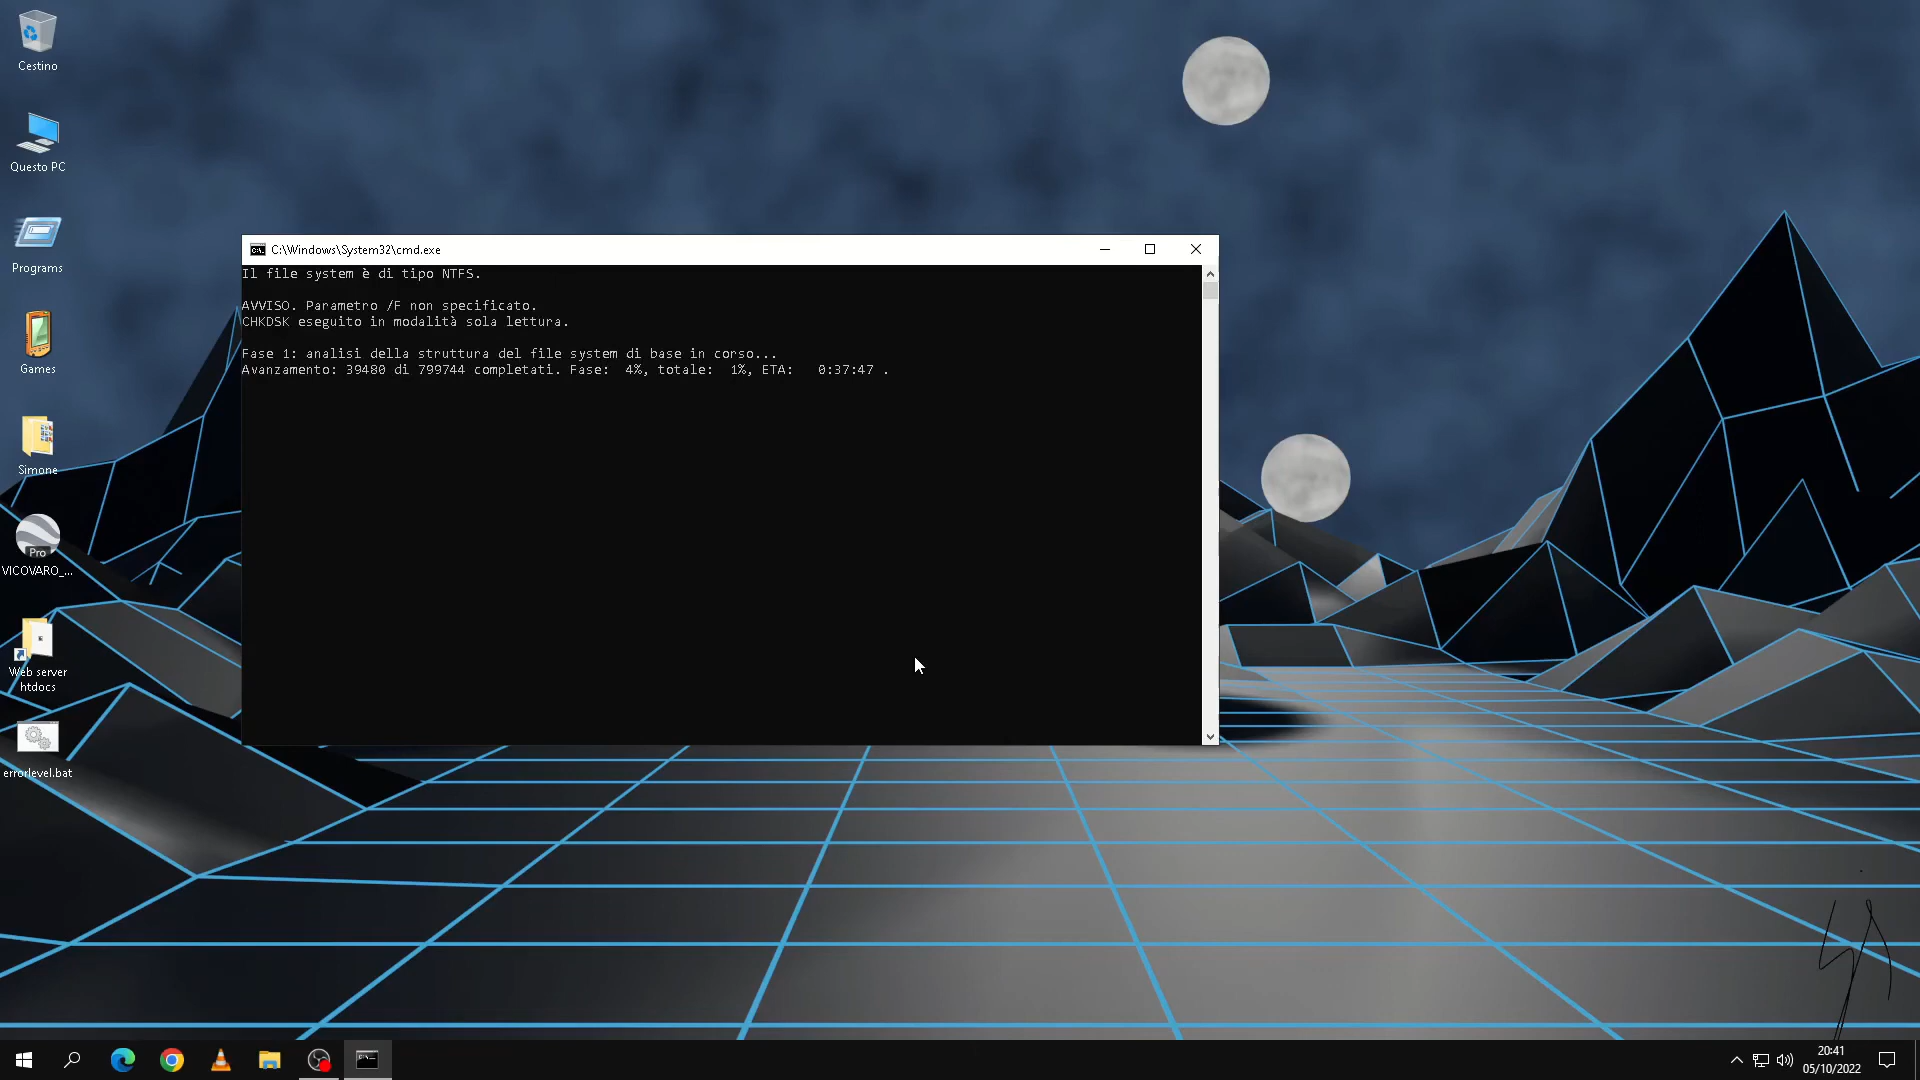 Cestino
Questo PC
Programs
Games
Simone
Pro
VICOVARO_...
Web server
htdocs
errorlevel.bat
C:\Windows\System32\cmd.exe
Il file system è di tipo NTFS.
AVVISO. Parametro /F non specificato.
CHKDSK eseguito in modalità sola lettura.
Fase 1: analisi della struttura del file system di base in corso...
Avanzamento: 39480 di 799744 completati. Fase:  4%, totale:  1%, ETA:   0:37:47 .
20:41
05/10/2022